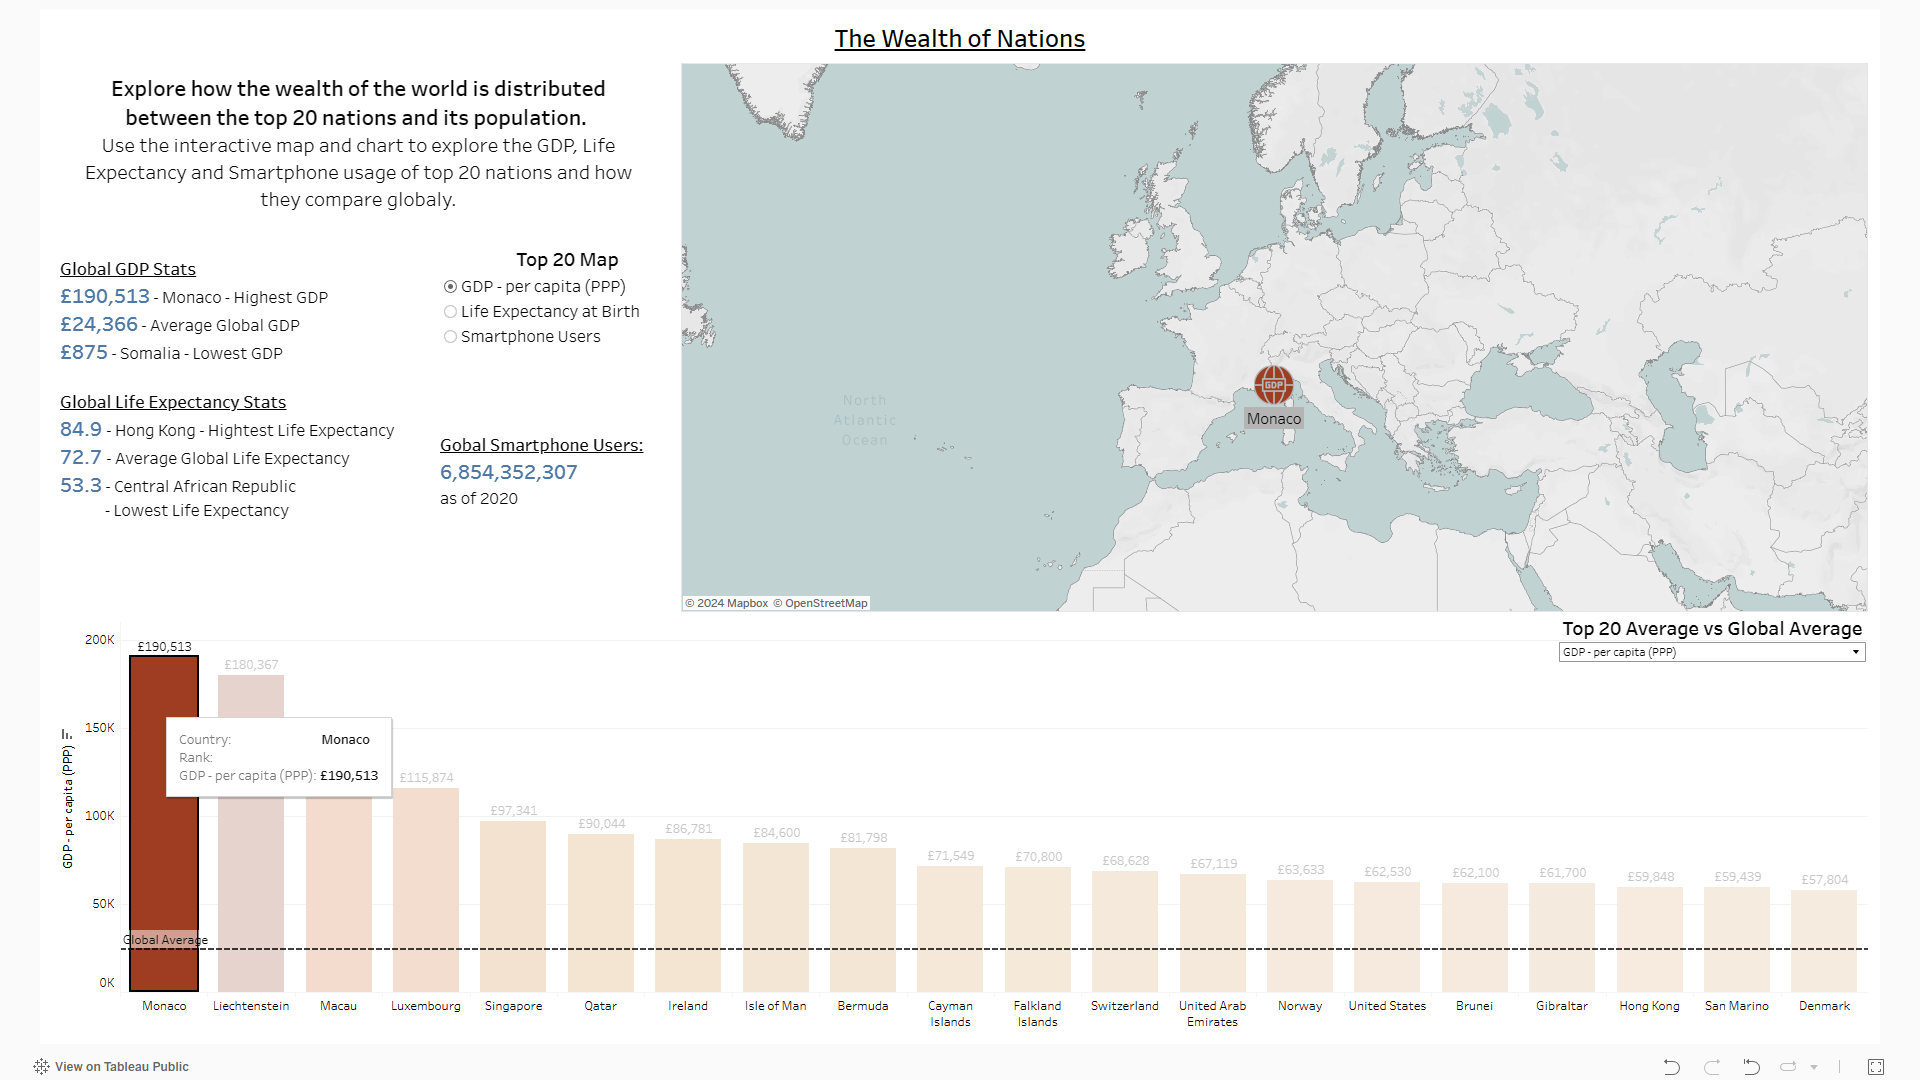 The Wealth of Nations
Explore how the wealth of the world is distributed
between the top 20 nations and its population.
Use the interactive map and chart to explore the GDP, Life
Expectancy and Smartphone usage of top 20 nations and how
they compare globaly.
Global GDP Stats
£190,513 - Monaco - Highest GDP
£24,366 - Average Global GDP
£875 - Somalia - Lowest GDP
Global Life Expectancy Stats
84.9 - Hong Kong - Hightest Life Expectancy
72.7 - Average Global Life Expectancy
53.3 - Central African Republic
- Lowest Life Expectancy
Top 20 Map
GDP - per capita (PPP)
Life Expectancy at Birth
Smartphone Users
Gobal Smartphone Users:
6,854,352,307
as of 2020
North
Atlantic
Ocean
GDP
Monaco
© 2024 Mapbox © OpenStreetMap
Top 20 Average vs Global Average
GDP - per capita (PPP)
GDP - per capita (PPP)
200K
150K
100K
50K
0K
£190,513
£180,367
£115,874
£97,341
£90,044
£86,781
£84,600
£81,798
£71,549
£70,800
£68,628
£67,119
£63,633
£62,530
£62,100
£61,700
£59,848
£59,439
£57,804
Country: Monaco
Rank:
GDP - per capita (PPP): £190,513
Global Average
Monaco
Liechtenstein
Macau
Luxembourg
Singapore
Qatar
Ireland
Isle of Man
Bermuda
Cayman
Islands
Falkland
Islands
Switzerland
United Arab
Emirates
Norway
United States
Brunei
Gibraltar
Hong Kong
San Marino
Denmark
View on Tableau Public